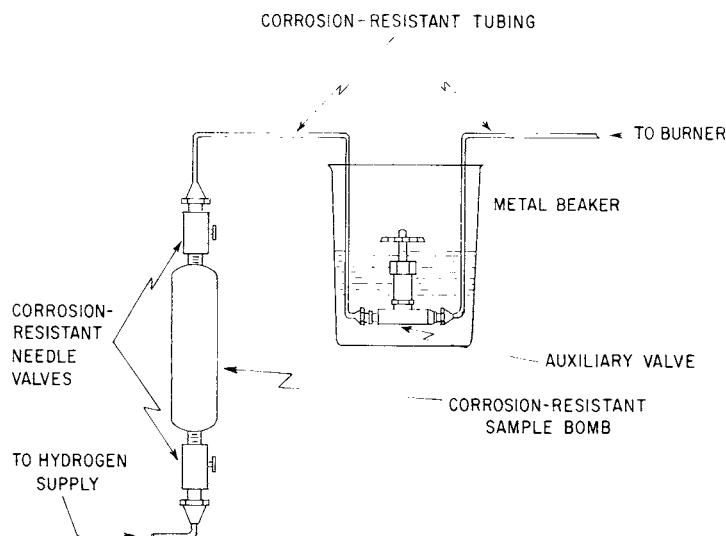 CORROSION-RESISTANT TUBING
TO BURNER
METAL BEAKER
CORROSION-
RESISTANT
NEEDLE
VALVES
AUXILIARY VALVE
CORROSION-RESISTANT
SAMPLE BOMB
TO HYDROGEN
SUPPLY